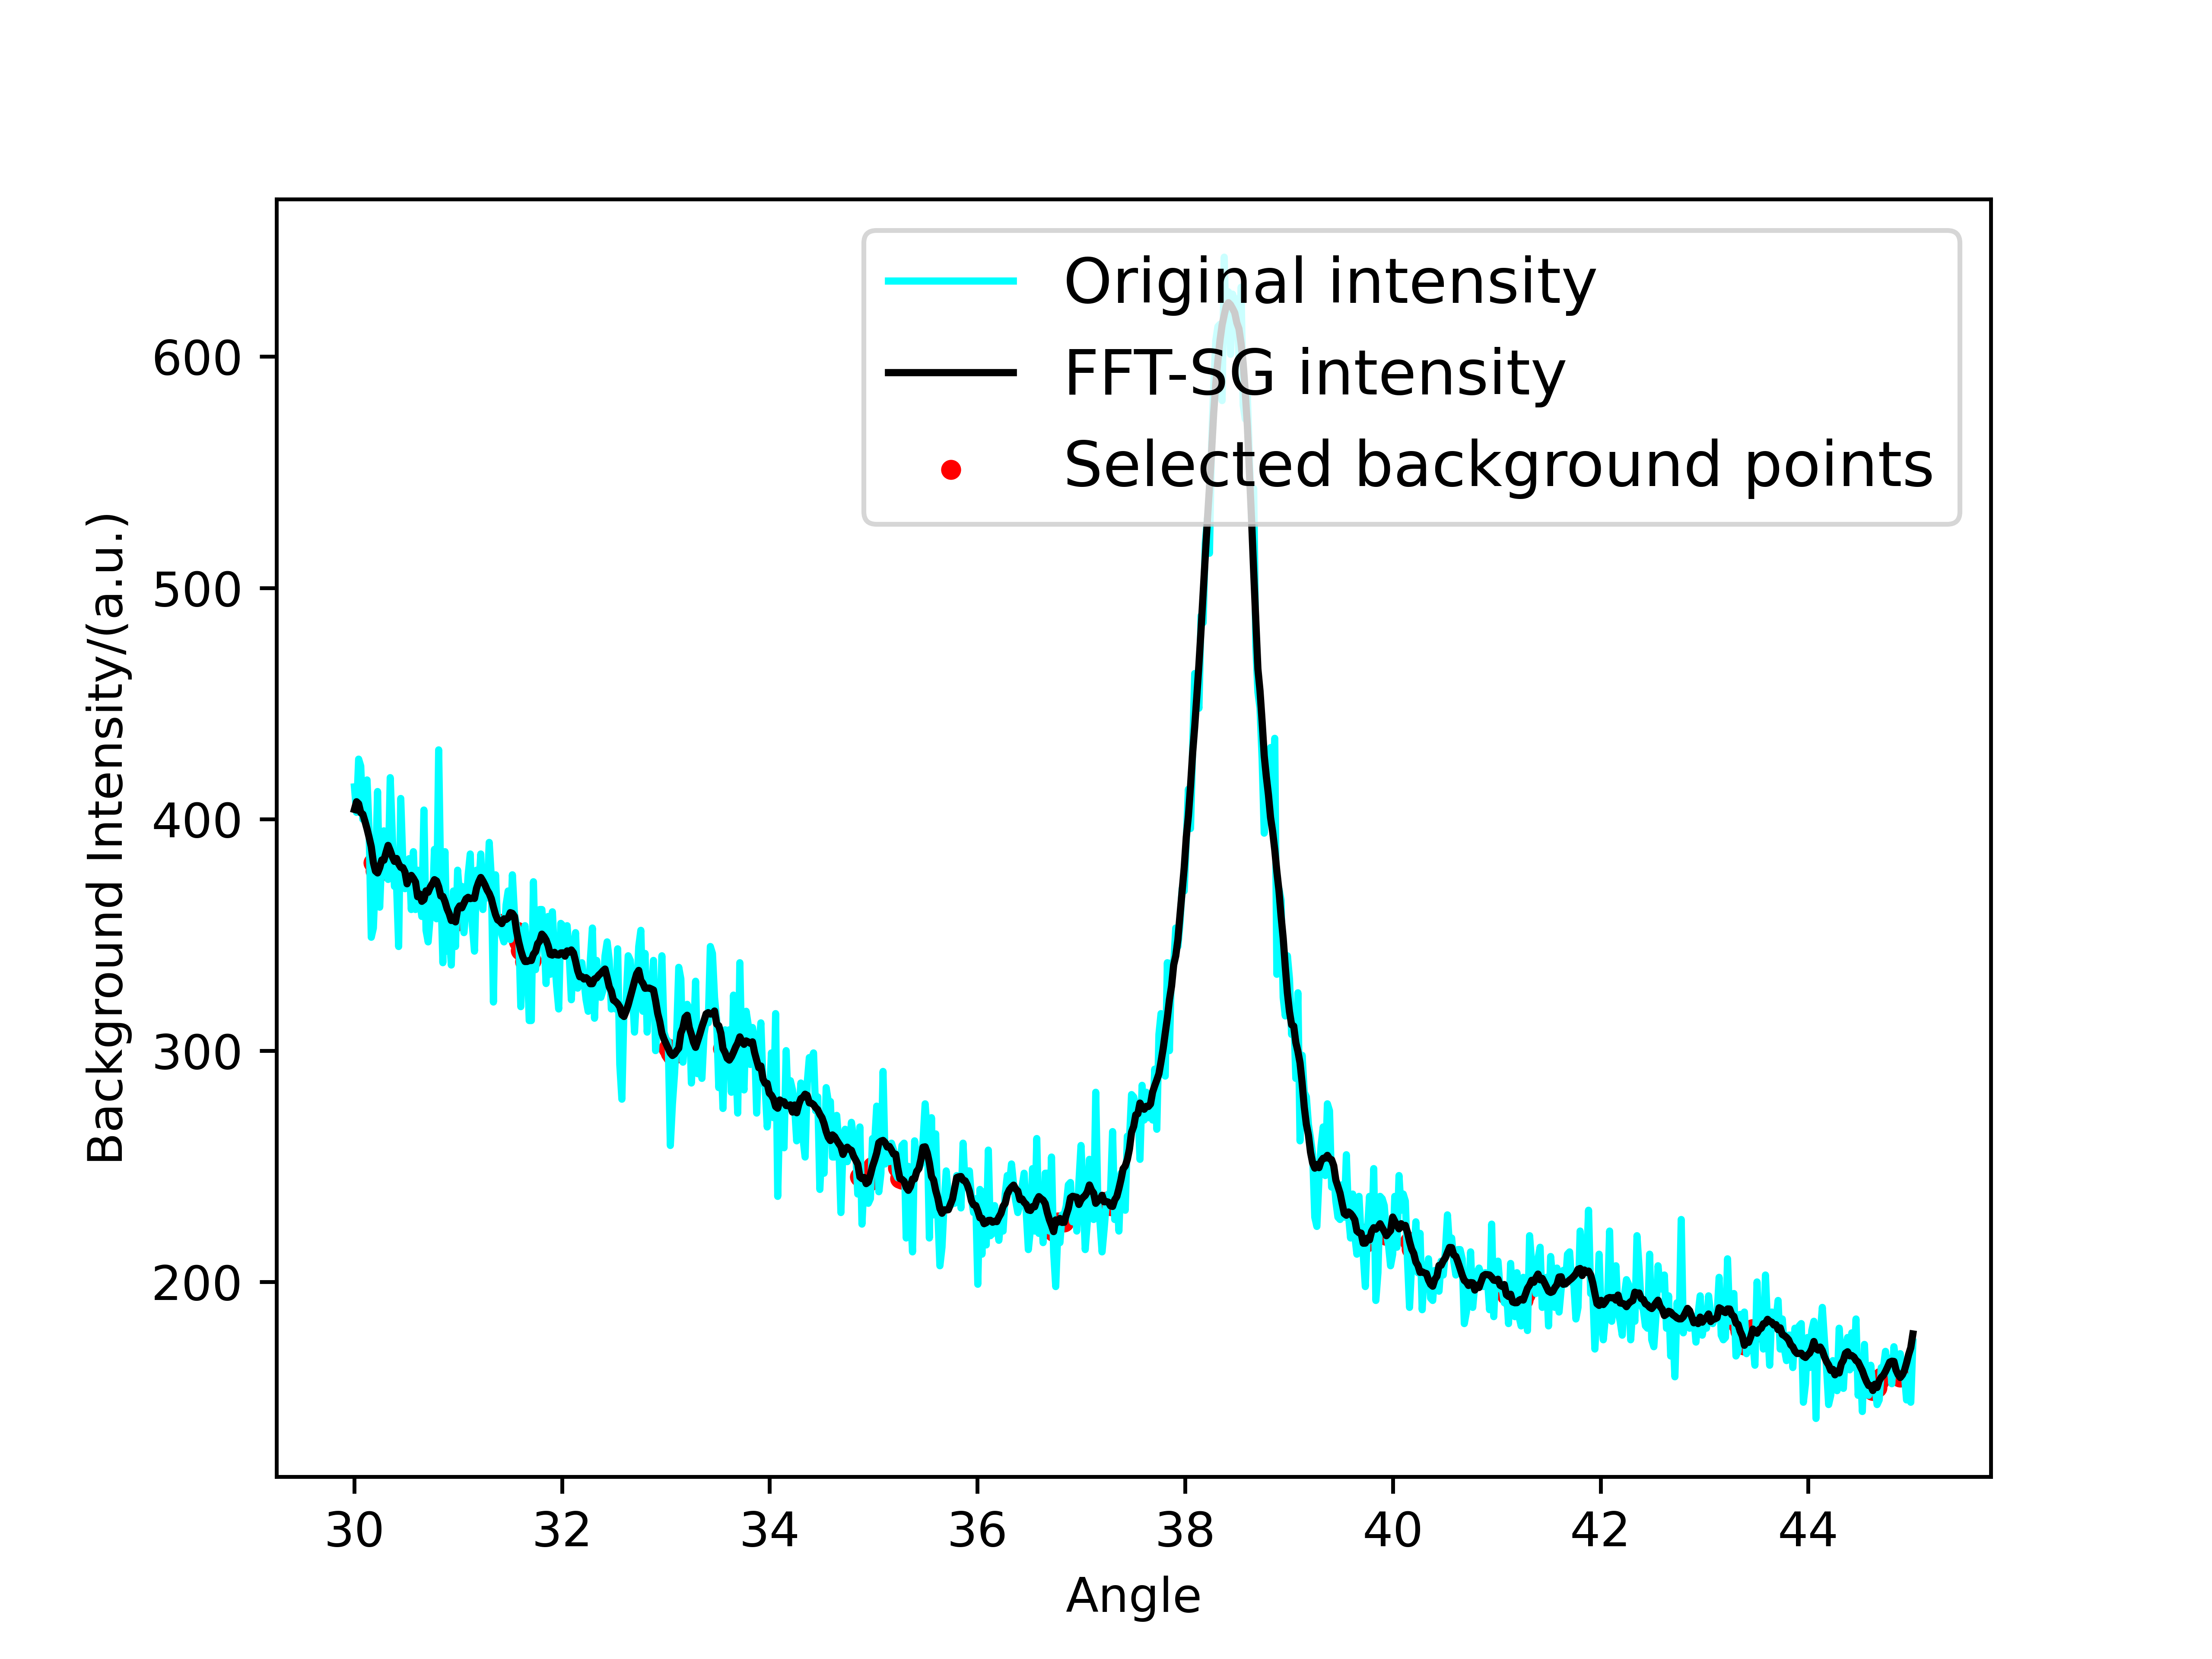 Original intensity
FFT-SG intensity
Selected background points
Background Intensity/(a.u.)
600
500
400
300
200
30 32 34 36 38 40 42 44
Angle